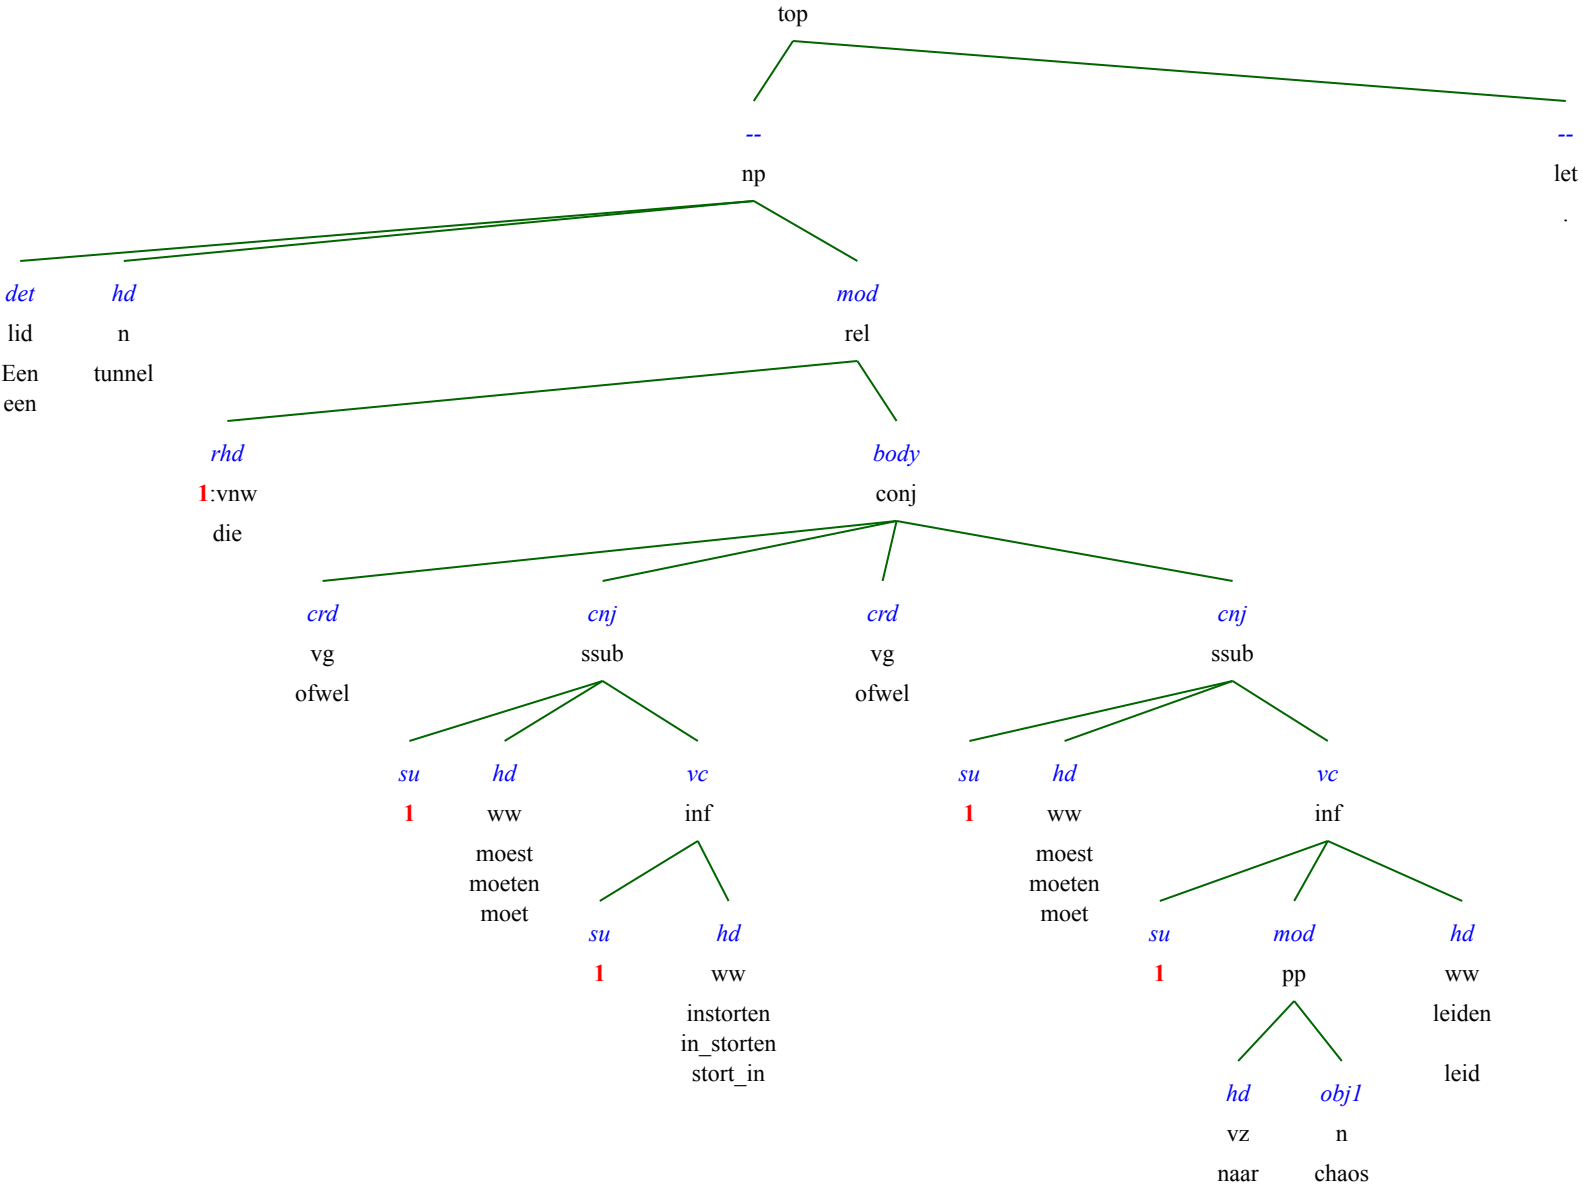 top
-- --
np let
.
det hd mod
lid n rel
Een tunnel
een
rhd body
1:vnw conj
die
crd cnj crd cnj
vg ssub vg ssub
ofwel ofwel
su hd vc su hd vc
1 ww inf 1 ww inf
moest moest
moeten moeten
moet moet
su hd su mod hd
1 ww 1 pp ww
instorten leiden
in_storten
stort_in leid
hd obj1
vz n
naar chaos